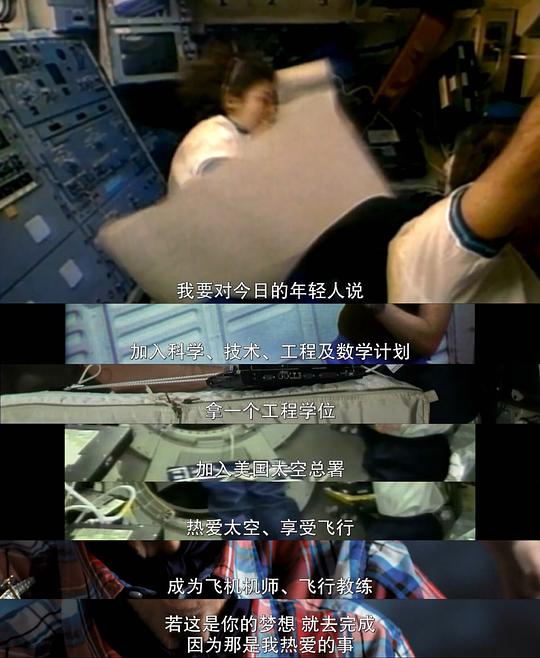 我要对今日的年轻人说
加入科学、技术、工程及数学计划
拿一个工程学位
加入美国太空总署
热爱太空、享受飞行
成为飞机机师、飞行教练
若这是你的梦想 就去完成
因为那是我热爱的事